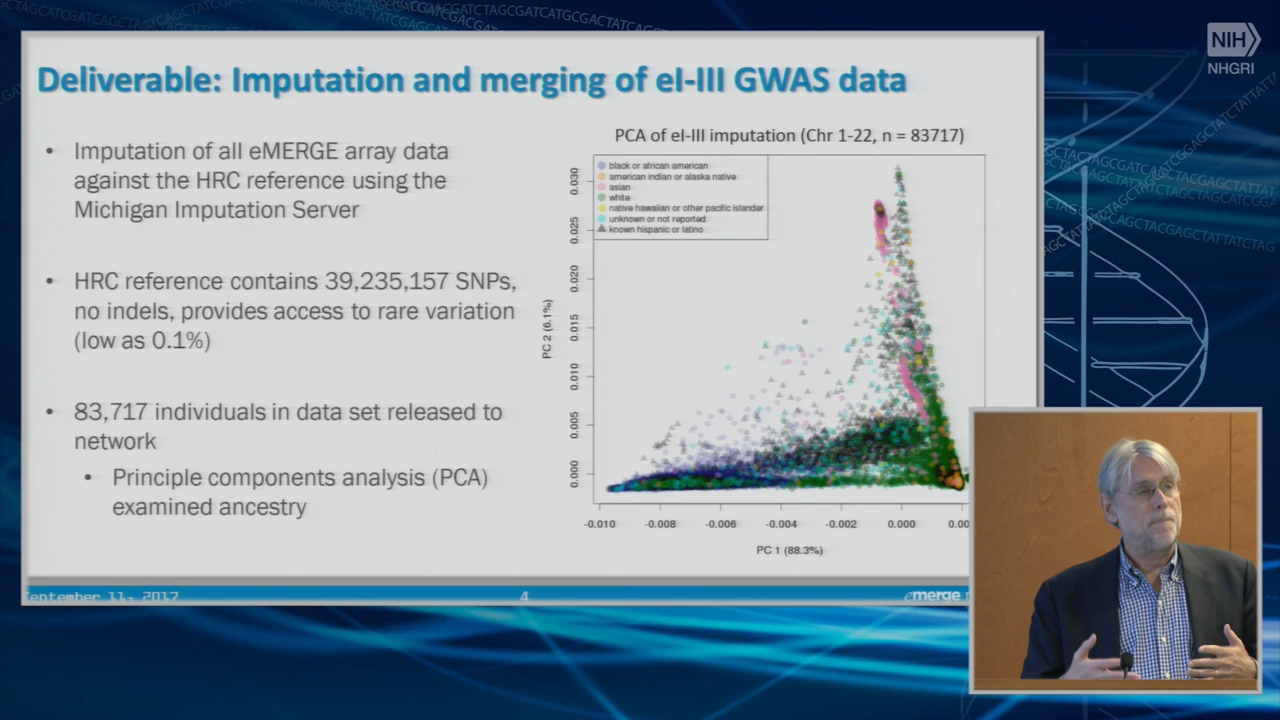 NIH
NHGRI
Deliverable: Imputation and merging of eI-III GWAS data
• Imputation of all eMERGE array data
against the HRC reference using the
Michigan Imputation Server
• HRC reference contains 39,235,157 SNPs,
no indels, provides access to rare variation
(low as 0.1%)
• 83,717 individuals in data set released to
network
• Principle components analysis (PCA)
examined ancestry
PCA of eI-III imputation (Chr 1-22, n = 83717)
black or african american
american indian or alaska native
asian
white
native hawaiian or other pacific islander
unknown or not reported
known hispanic or latino
PC 2 (6.1%)
0.030
0.025
0.020
0.015
0.010
0.005
0.000
-0.010 -0.008 -0.006 -0.004 -0.002 0.000 0.00
PC 1 (88.3%)
eptember 11, 2017
4
emerge